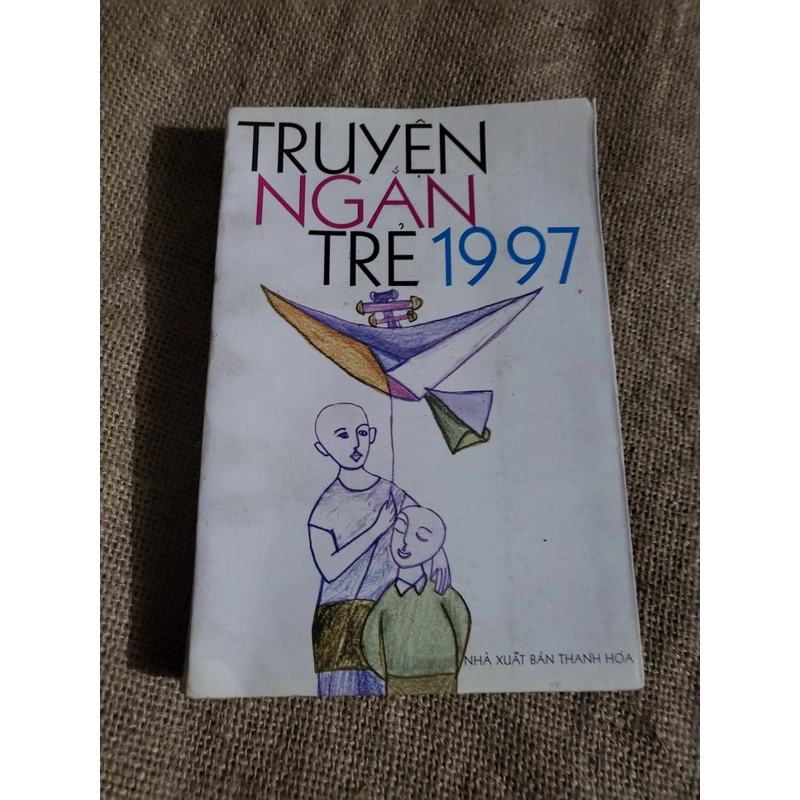 TRUYỆN
NGẮN
TRẺ 1997
NHÀ XUẤT BẢN THANH HÓA